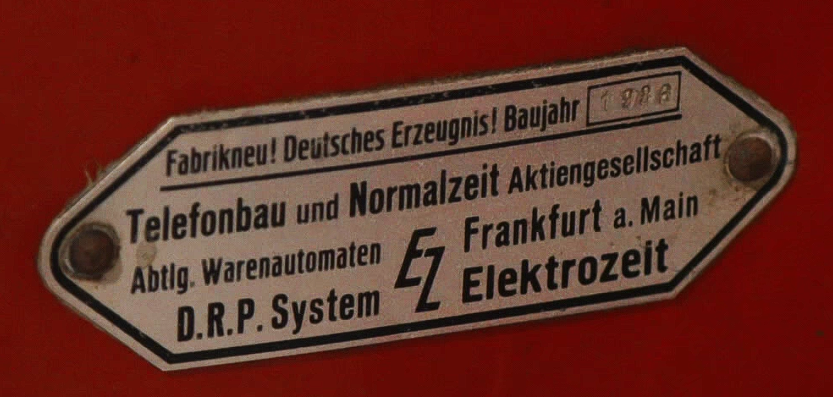 Fabrikneu! Deutsches Erzeugnis! Baujahr
Telefonbau und Normalzeit Aktiengesellschaft
Abtlg. Warenautomaten EZ Frankfurt a. Main
D.R.P. System Elektrozeit